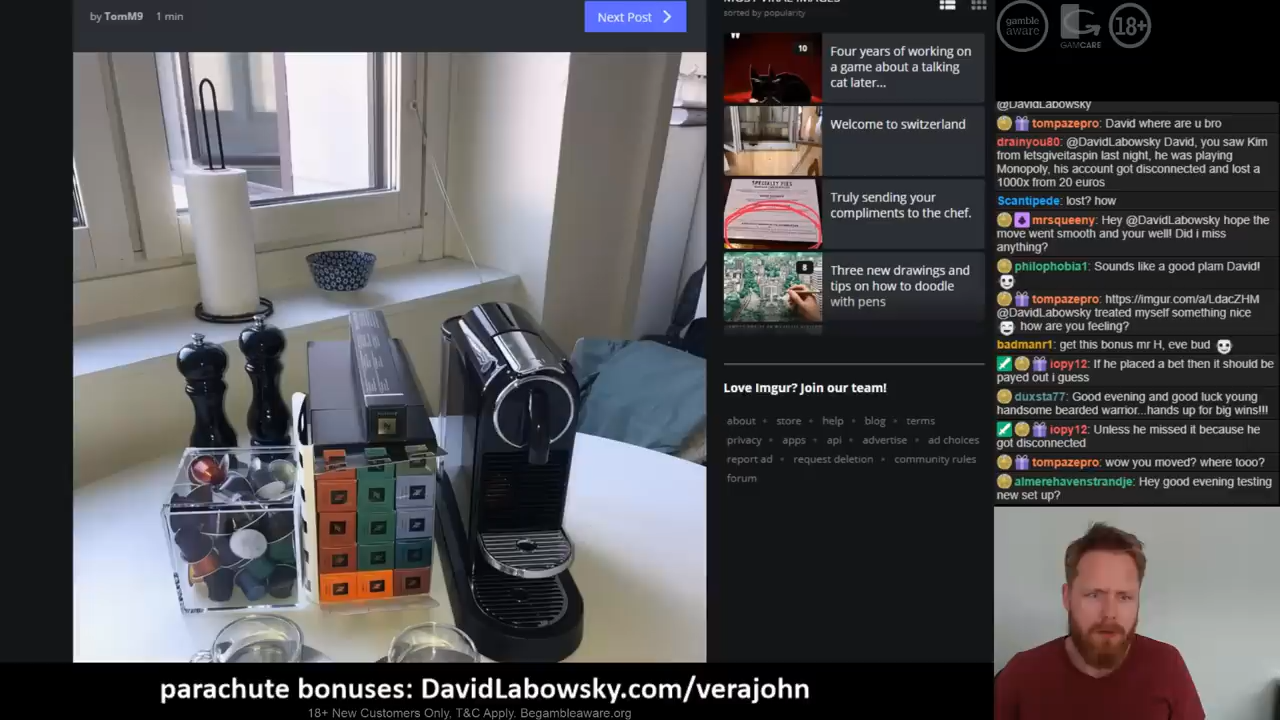 by TomM9 1 min
Next Post
MOST VIRAL IMAGES
sorted by popularity
10
Four years of working on
a game about a talking
cat later...
Welcome to switzerland
Truly sending your
compliments to the chef.
8
Three new drawings and
tips on how to doodle
with pens
Love Imgur? Join our team!
about • store • help • blog • terms
privacy • apps • api • advertise • ad choices
report ad • request deletion • community rules
forum
gamble
aware
GAMCARE
18+
@DavidLabowsky
tompazepro: David where are u bro
drainyou80: @DavidLabowsky David, you saw Kim
from letsgiveitaspin last night, he was playing
Monopoly, his account got disconnected and lost a
1000x from 20 euros
Scantipede: lost? how
mrsqueeny: Hey @DavidLabowsky hope the
move went smooth and your well! Did i miss
anything?
philophobia1: Sounds like a good plam David!
tompazepro: https://imgur.com/a/LdacZHM
@DavidLabowsky treated myself something nice
how are you feeling?
badmanr1: get this bonus mr H, eve bud
iopy12: If he placed a bet then it should be
payed out i guess
duxsta77: Good evening and good luck young
handsome bearded warrior...hands up for big wins!!!
iopy12: Unless he missed it because he
got disconnected
tompazepro: wow you moved? where tooo?
almerehavenstrandje: Hey good evening testing
new set up?
parachute bonuses: DavidLabowsky.com/verajohn
18+ New Customers Only, T&C Apply. Begambleaware.org